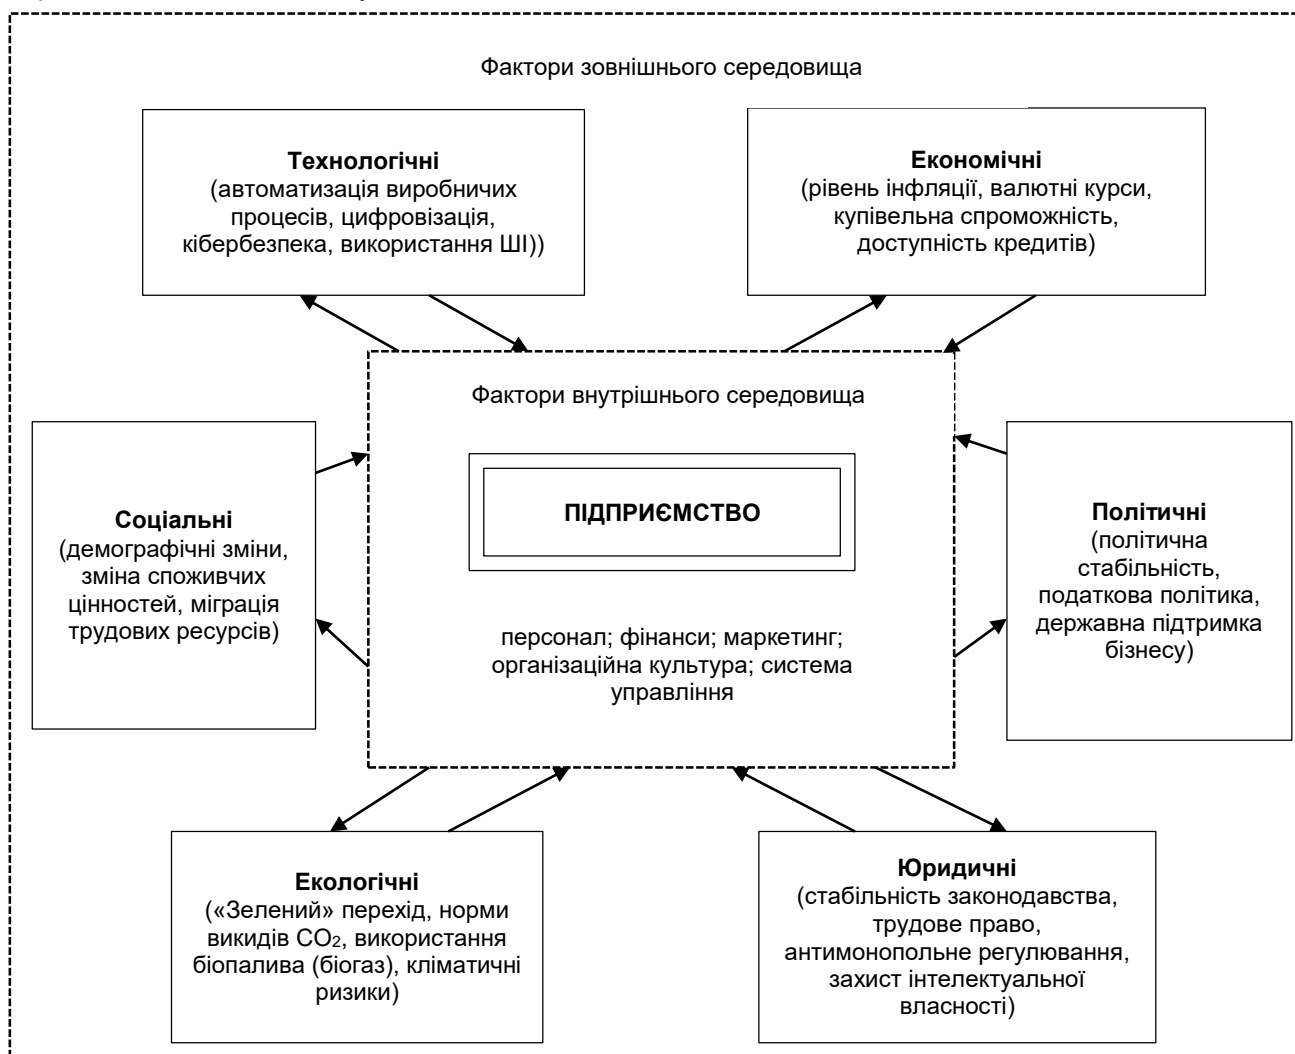 Фактори зовнішнього середовища
Технологічні
(автоматизація виробничих
процесів, цифровізація,
кібербезпека, використання ШІ))
Економічні
(рівень інфляції, валютні курси,
купівельна спроможність,
доступність кредитів)
Фактори внутрішнього середовища
ПІДПРИЄМСТВО
персонал; фінанси; маркетинг;
організаційна культура; система
управління
Соціальні
(демографічні зміни,
зміна споживчих
цінностей, міграція
трудових ресурсів)
Політичні
(політична
стабільність,
податкова політика,
державна підтримка
бізнесу)
Екологічні
(«Зелений» перехід, норми
викидів CO₂, використання
біопалива (біогаз), кліматичні
ризики)
Юридичні
(стабільність законодавства,
трудове право,
антимонопольне регулювання,
захист інтелектуальної
власності)